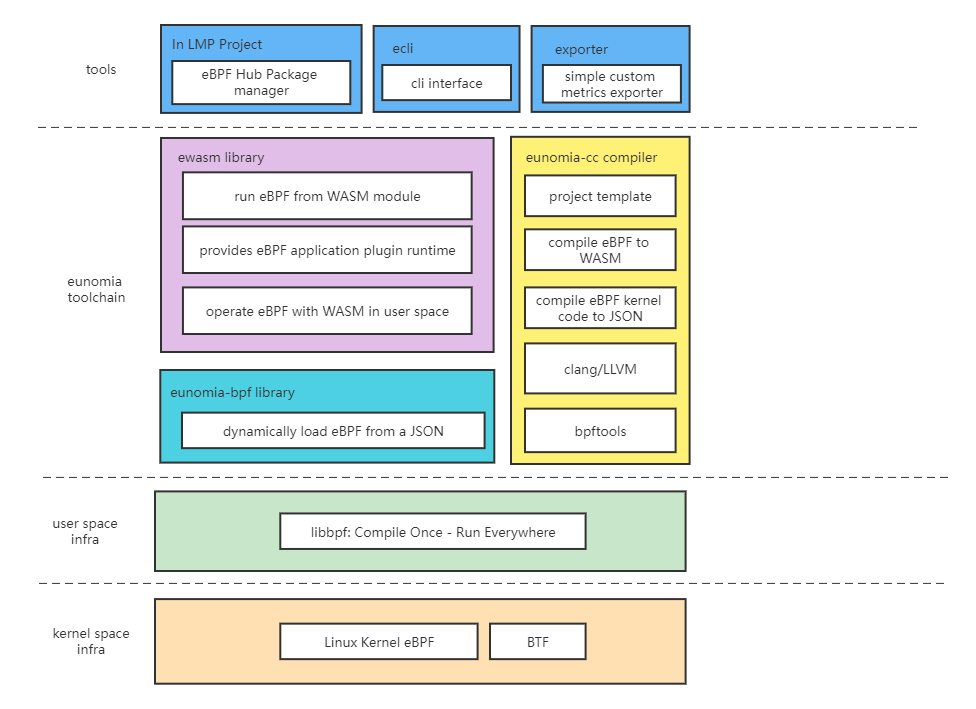 tools
In LMP Project
eBPF Hub Package
manager
ecli
cli interface
exporter
simple custom
metrics exporter
eunomia
toolchain
ewasm library
run eBPF from WASM module
provides eBPF application plugin runtime
operate eBPF with WASM in user space
eunomia-bpf library
dynamically load eBPF from a JSON
eunomia-cc compiler
project template
compile eBPF to
WASM
compile eBPF kernel
code to JSON
clang/LLVM
bpftools
user space
infra
libbpf: Compile Once - Run Everywhere
kernel space
infra
Linux Kernel eBPF
BTF